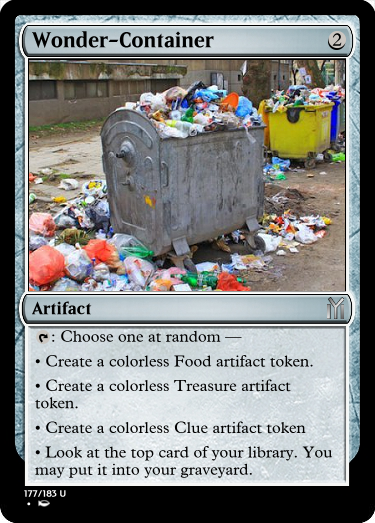 Wonder-Container 2
Artifact
: Choose one at random —
• Create a colorless Food artifact token.
• Create a colorless Treasure artifact
token.
• Create a colorless Clue artifact token
• Look at the top card of your library. You
may put it into your graveyard.
177/183 U
•